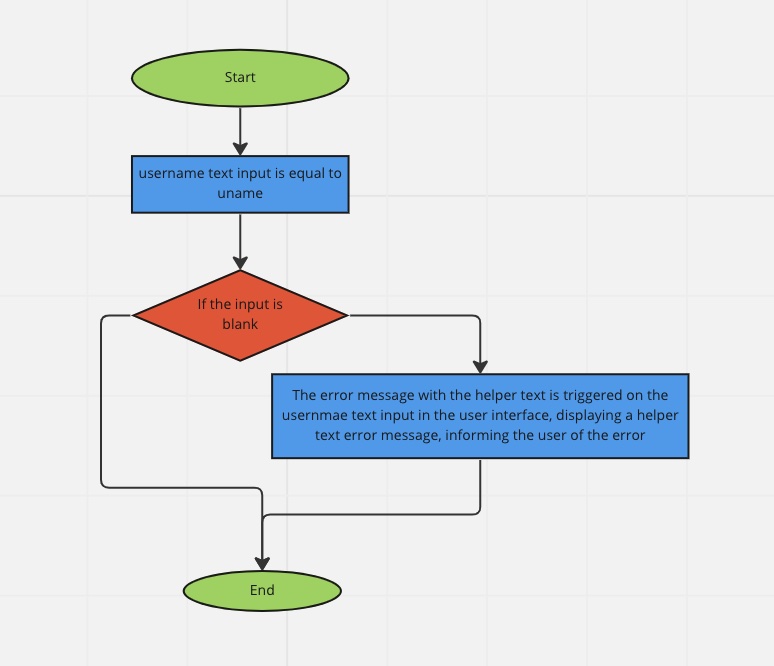 Start
username text input is equal to
uname
If the input is
blank
The error message with the helper text is triggered on the
usernmae text input in the user interface, displaying a helper
text error message, informing the user of the error
End